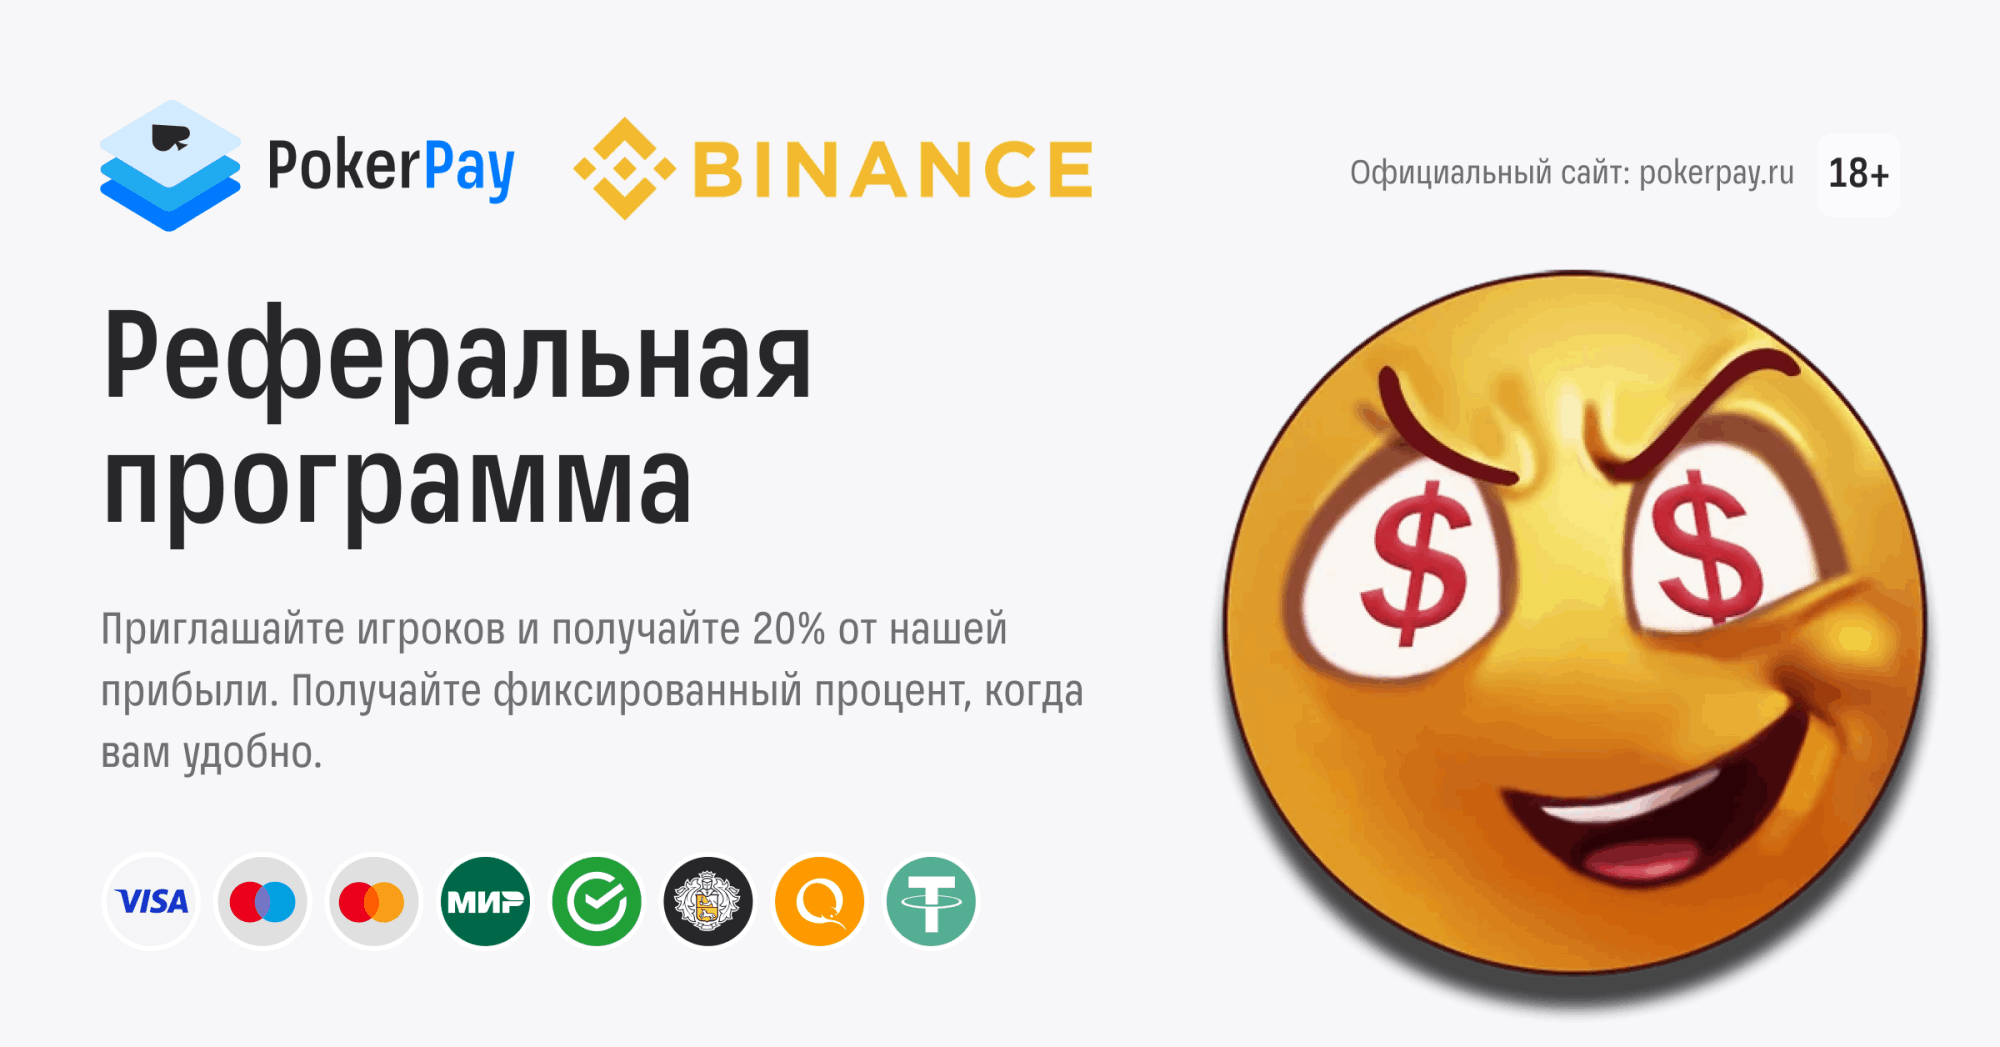 PokerPay
BINANCE
Официальный сайт: pokerpay.ru
18+
Реферальная
программа
Приглашайте игроков и получайте 20% от нашей
прибыли. Получайте фиксированный процент, когда
вам удобно.
VISA
МИР
$ $